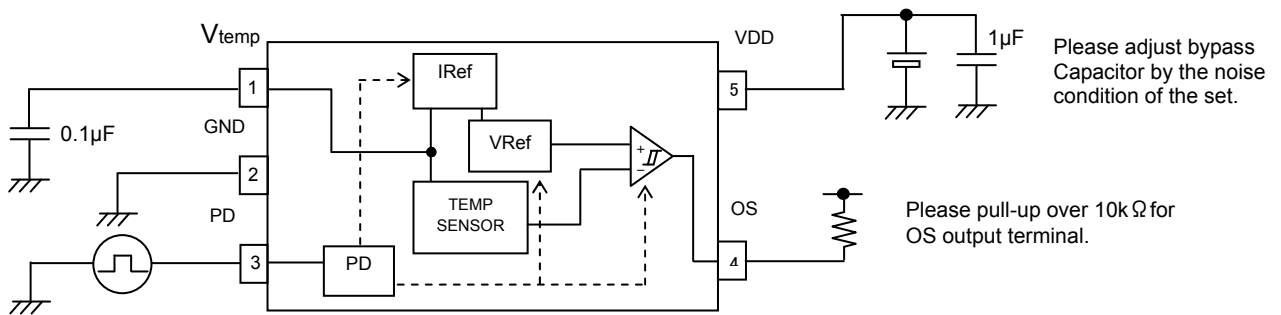 Vtemp
VDD
1
IRef
5
1µF
Please adjust bypass
Capacitor by the noise
condition of the set.
0.1µF
GND
VRef
+
−
2
TEMP
SENSOR
PD
OS
Please pull-up over 10kΩ for
OS output terminal.
3
PD
4